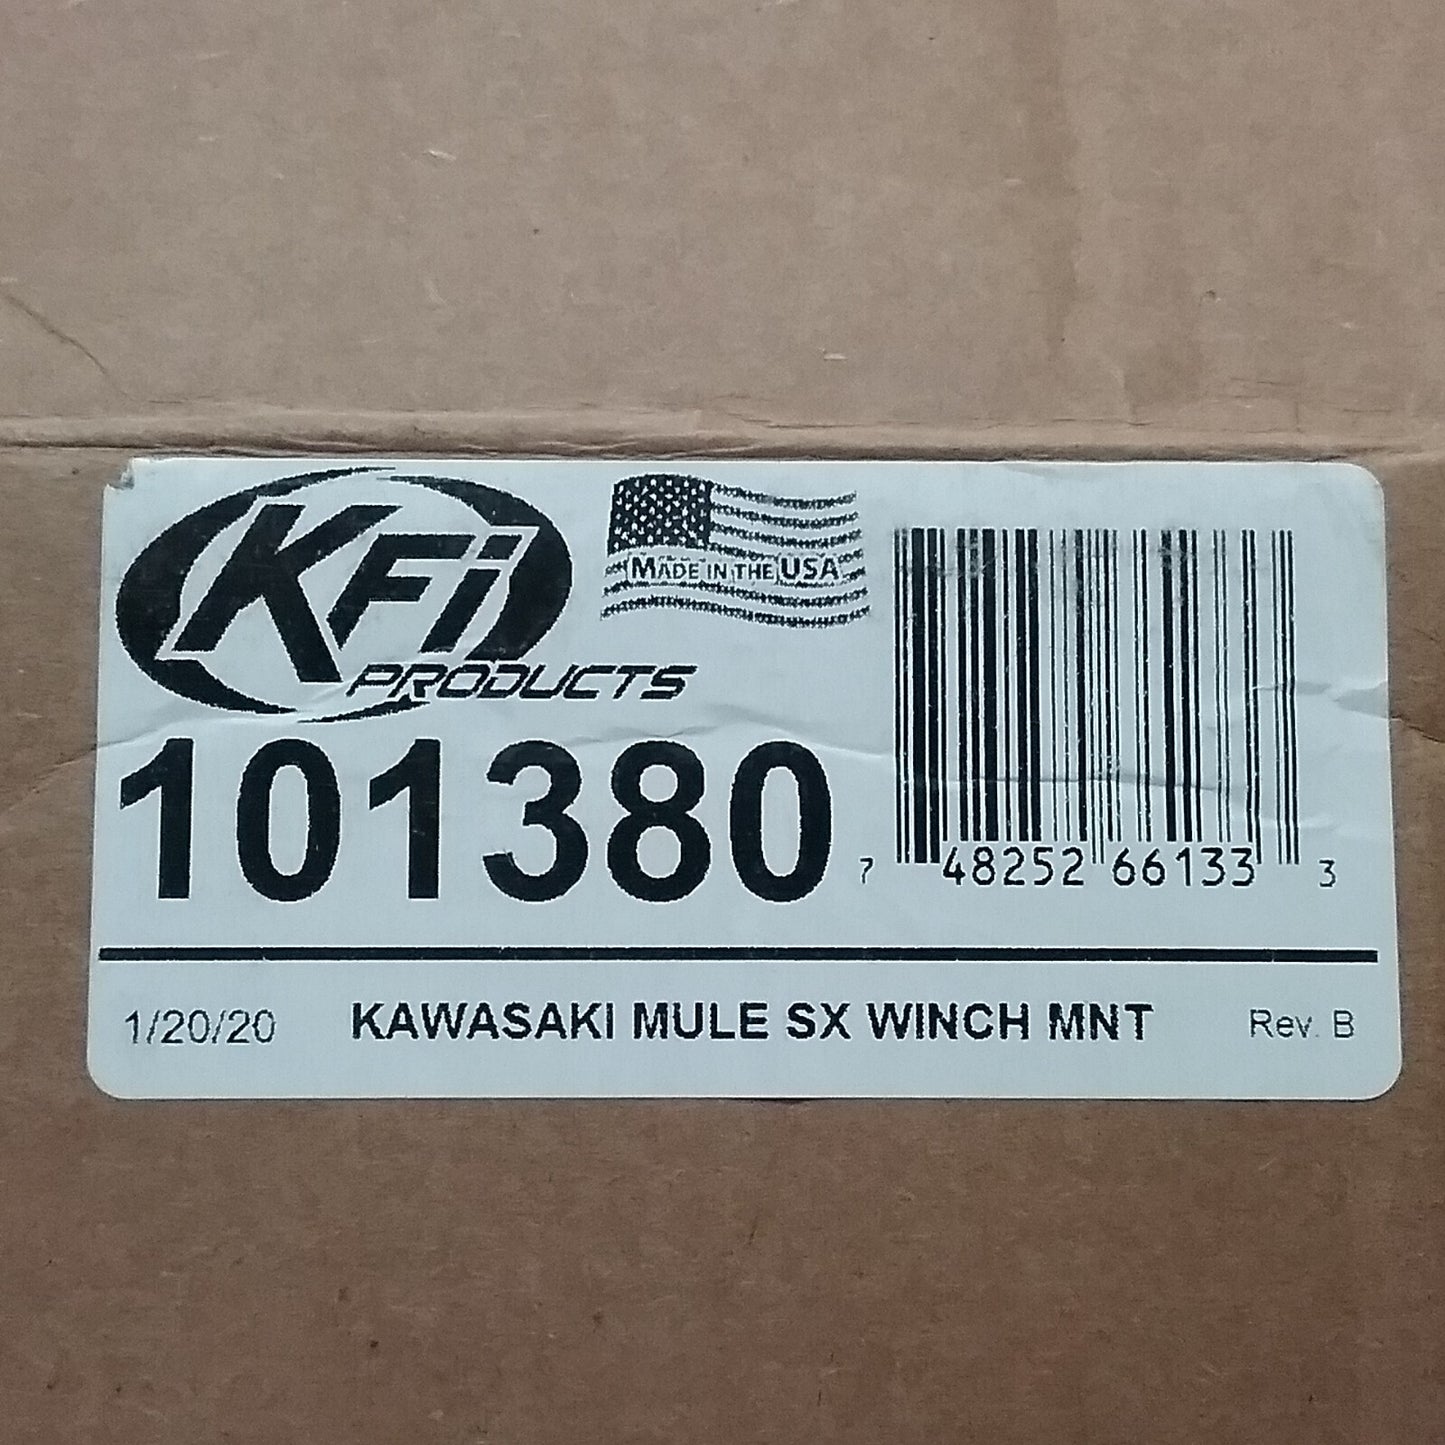 KFi
PRODUCTS
MADE IN THE USA
101380
7 48252 66133 3
1/20/20 KAWASAKI MULE SX WINCH MNT Rev. B